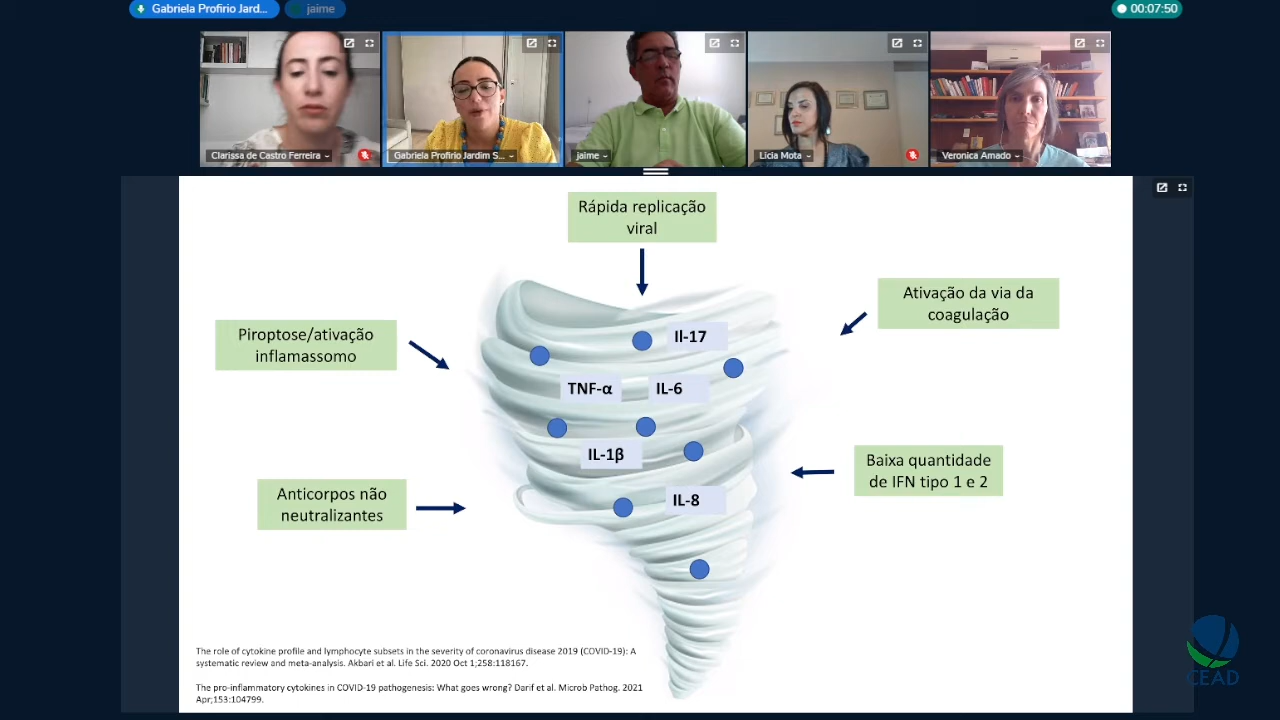 Gabriela Profirio Jard...
jaime
00:07:50
Clarissa de Castro Ferreira
Gabriela Profirio Jardim S...
jaime
Licia Mota
Veronica Amado
Rápida replicação
viral
Ativação da via da
coagulação
Piroptose/ativação
inflamassomo
Il-17
TNF-α
IL-6
IL-1β
IL-8
Baixa quantidade
de IFN tipo 1 e 2
Anticorpos não
neutralizantes
The role of cytokine profile and lymphocyte subsets in the severity of coronavirus disease 2019 (COVID-19): A
systematic review and meta-analysis. Akbari et al. Life Sci. 2020 Oct 1;258:118167.
The pro-inflammatory cytokines in COVID-19 pathogenesis: What goes wrong? Darif et al. Microb Pathog. 2021
Apr;153:104799.
CEAD